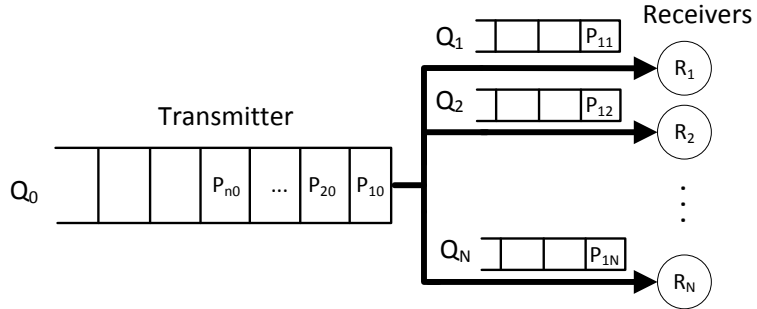 Receivers
Q1 P11 R1
Q2 P12 R2
Transmitter
Q0 Pn0 ... P20 P10
QN P1N RN